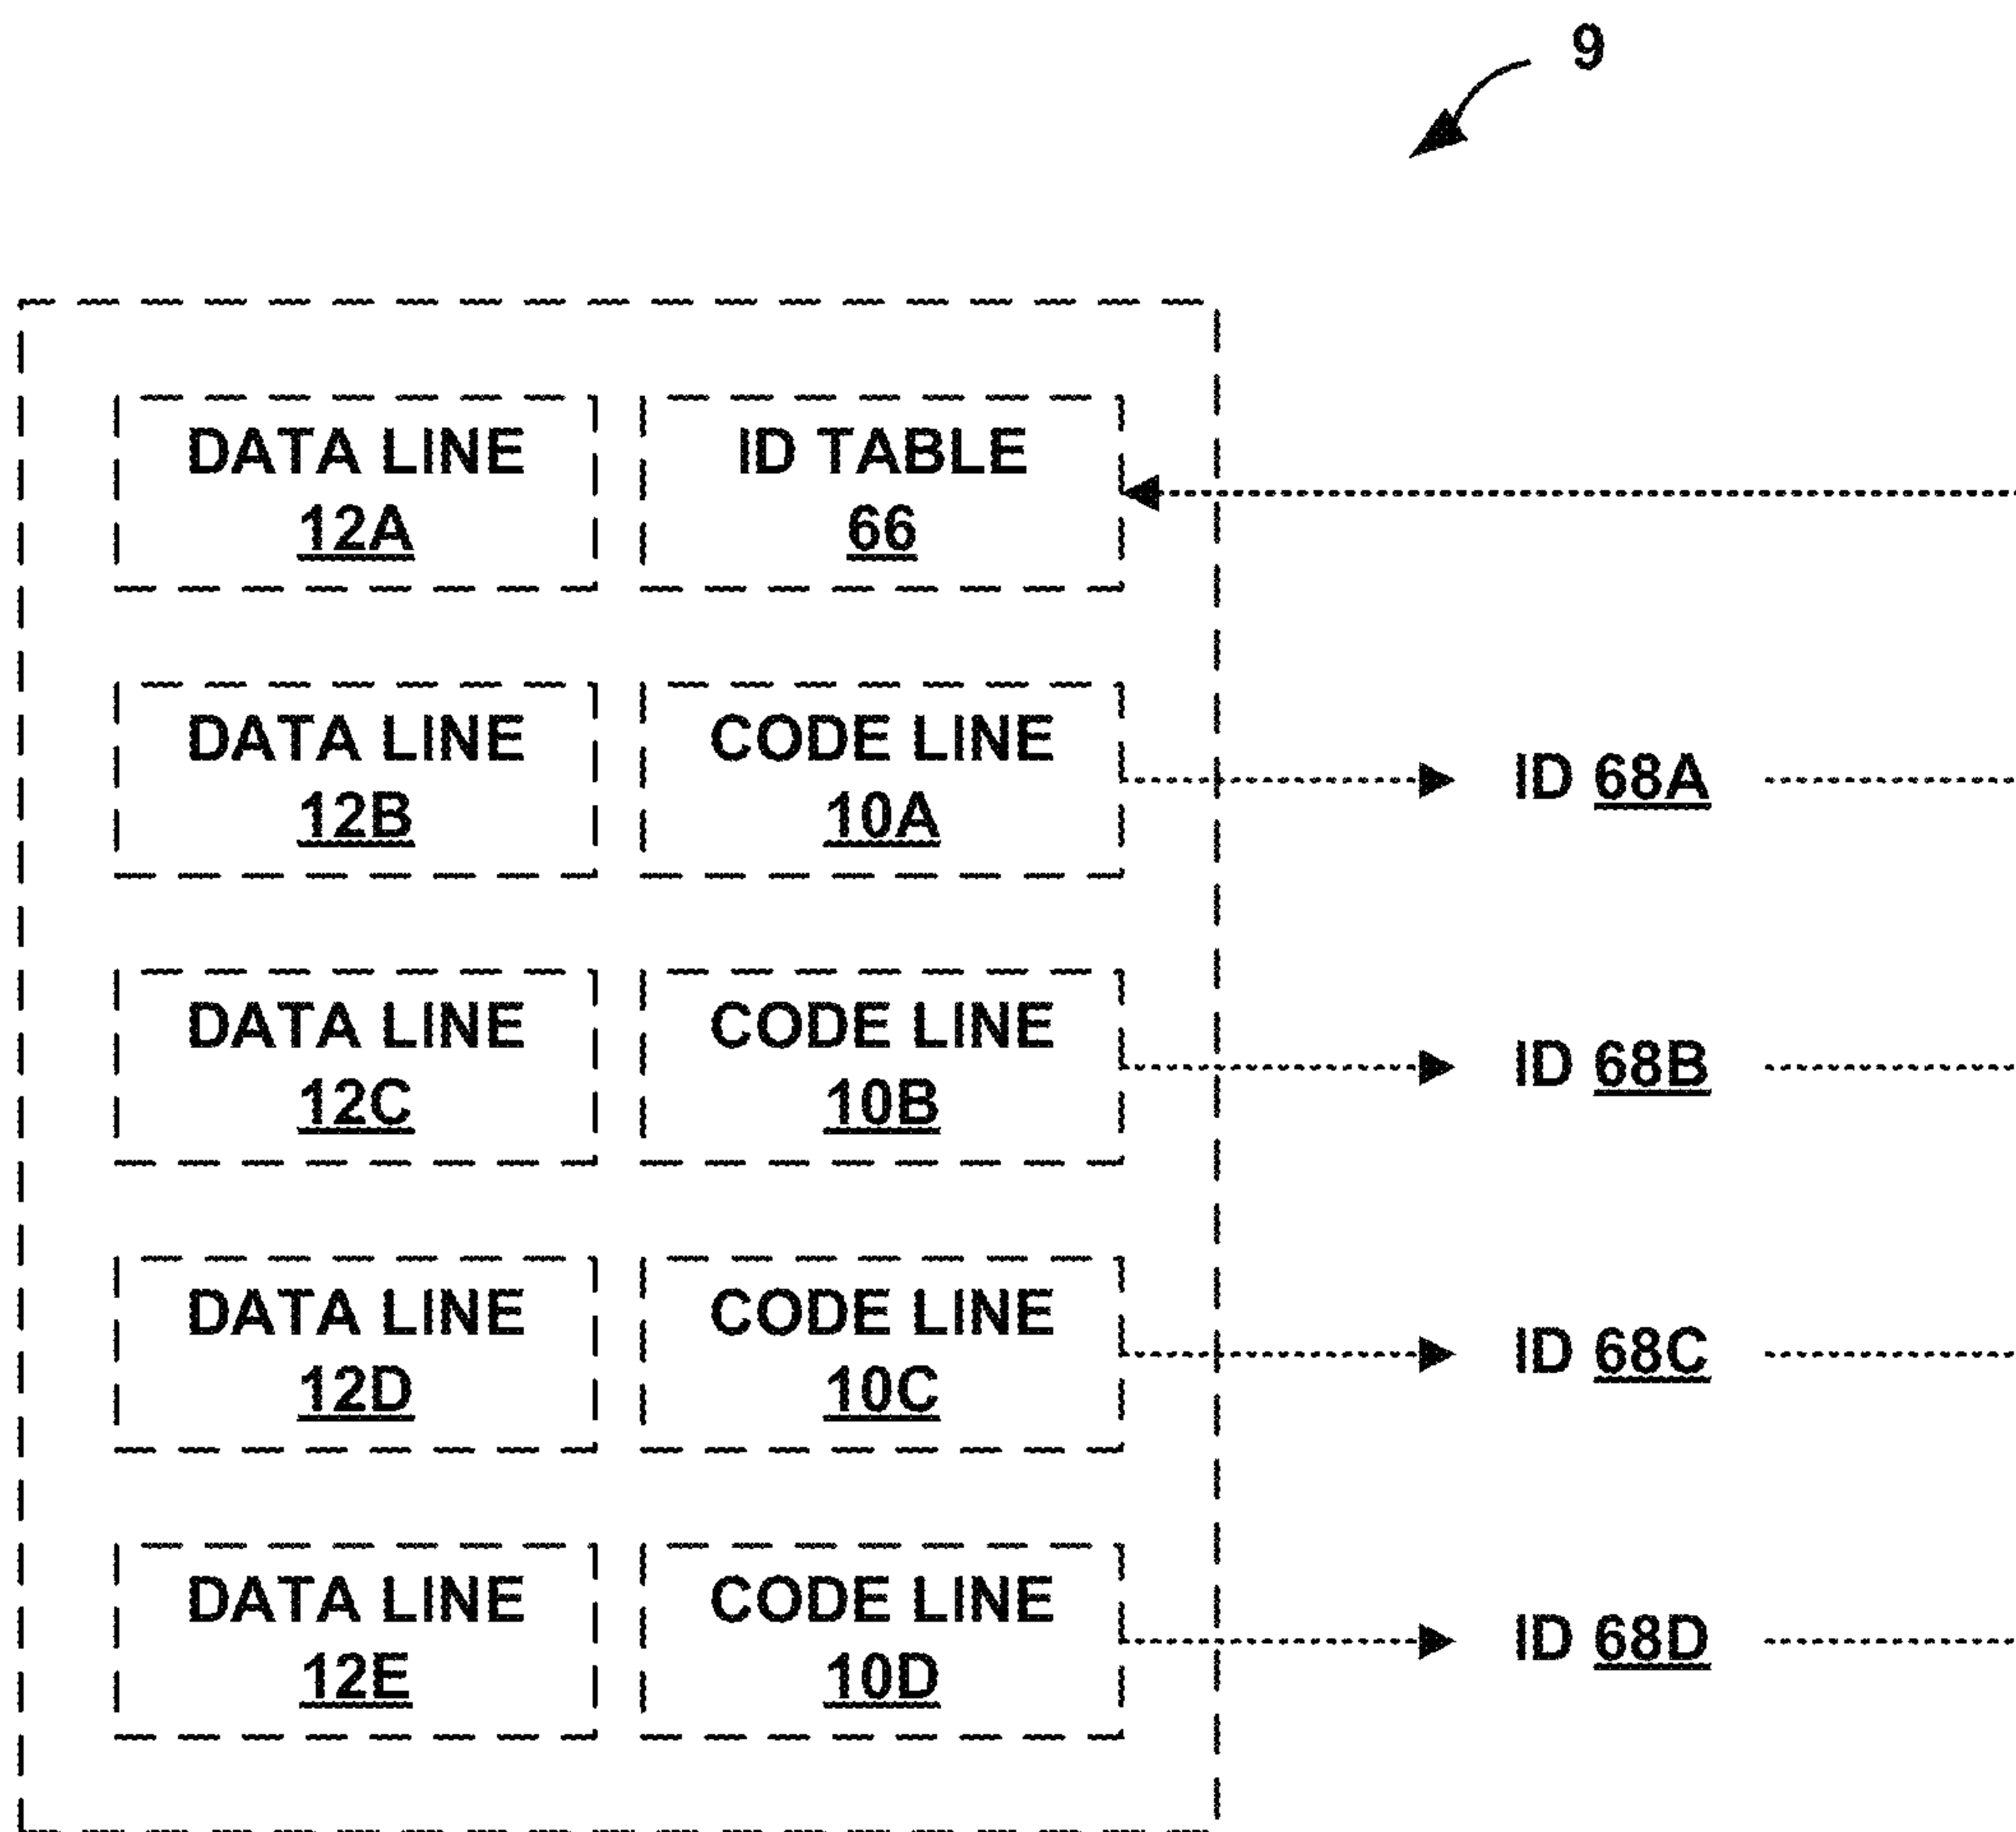 9
DATA LINE
12A
ID TABLE
66
DATA LINE
12B
CODE LINE
10A
ID 68A
DATA LINE
12C
CODE LINE
10B
ID 68B
DATA LINE
12D
CODE LINE
10C
ID 68C
DATA LINE
12E
CODE LINE
10D
ID 68D